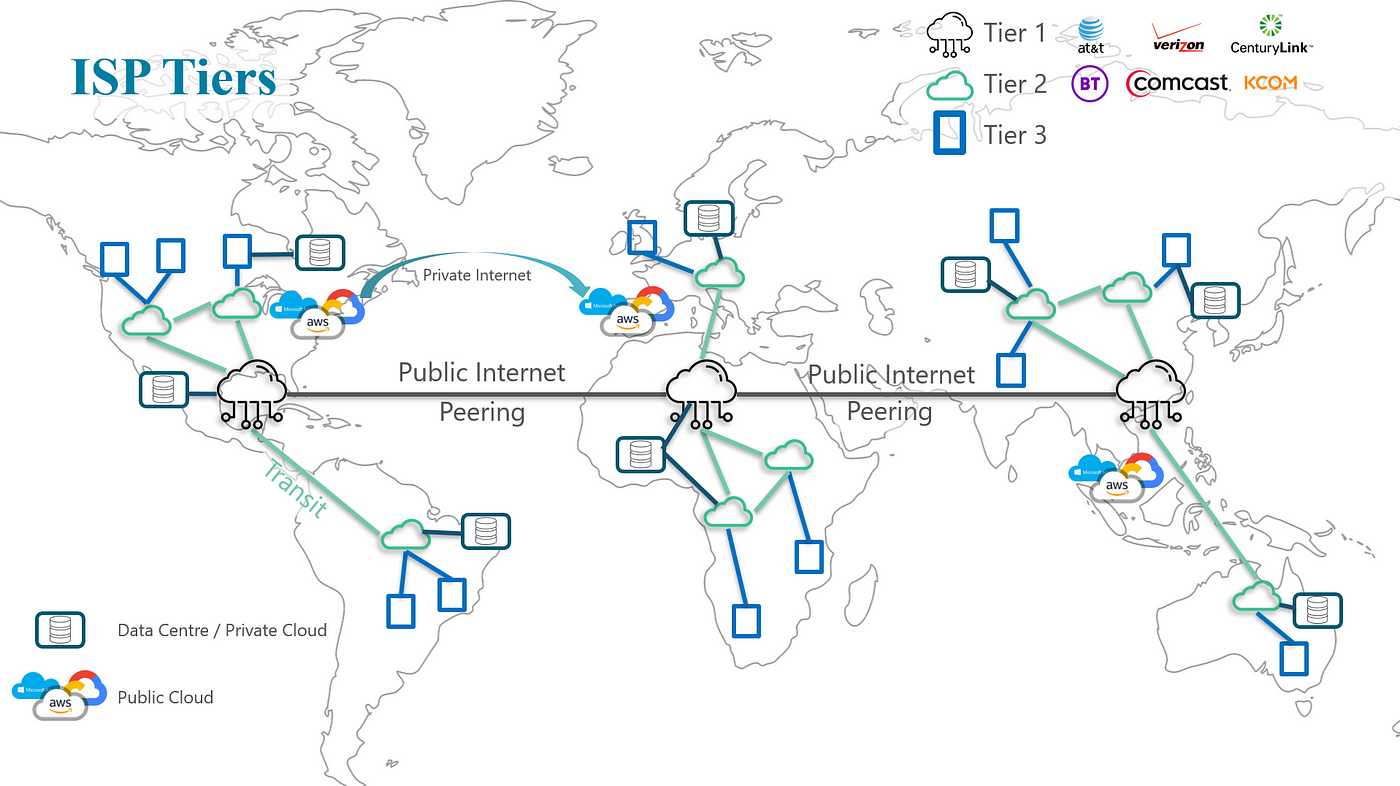 ISP Tiers
Tier 1
at&t
verizon
CenturyLink™
Tier 2
BT
comcast
KCOM
Tier 3
Private Internet
Microsoft
aws
Microsoft
aws
Public Internet
Peering
Public Internet
Peering
Microsoft
aws
Transit
Data Centre / Private Cloud
Microsoft
aws
Public Cloud